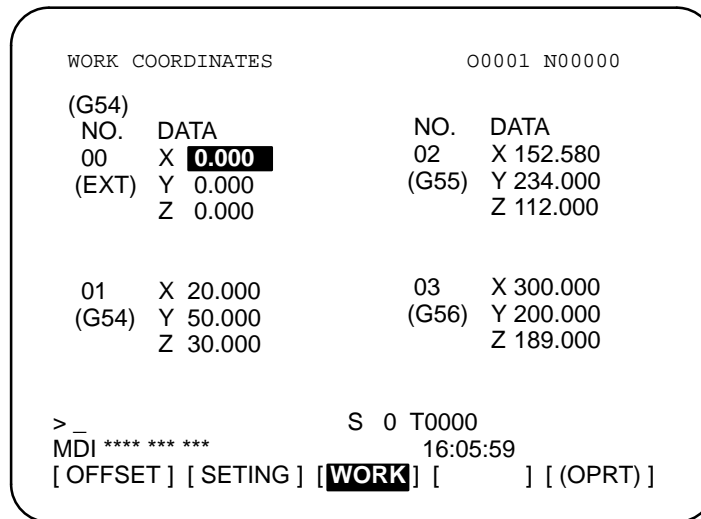 WORK COORDINATES O0001 N00000
(G54)
NO. DATA NO. DATA
00 X 0.000 02 X 152.580
(EXT) Y 0.000 (G55) Y 234.000
Z 0.000 Z 112.000
01 X 20.000 03 X 300.000
(G54) Y 50.000 (G56) Y 200.000
Z 30.000 Z 189.000
> _ S 0 T0000
MDI **** *** *** 16:05:59
[ OFFSET ] [ SETING ] [ WORK ] [ ] [ (OPRT) ]